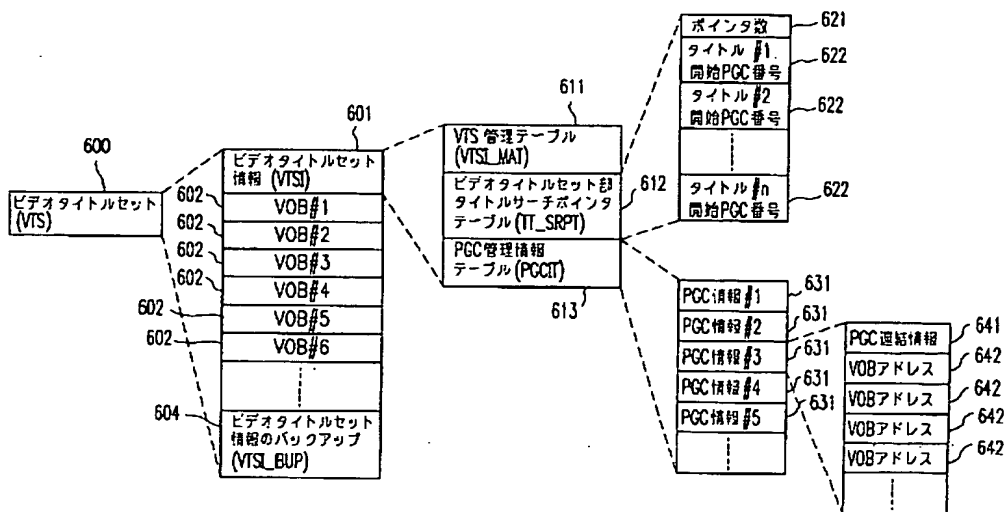 600
ビデオタイトルセット
(VTS)
601
ビデオタイトルセット
情報 (VTSI)
602
VOB#1
602
VOB#2
602
VOB#3
602
VOB#4
602
VOB#5
602
VOB#6
604
ビデオタイトルセット
情報のバックアップ
(VTSI_BUP)
611
VTS 管理テーブル
(VTSI_MAT)
ビデオタイトルセット部
タイトルサーチポインタ
テーブル(TT_SRPT)
612
PGC管理情報
テーブル(PGCIT)
613
ポインタ数
621
タイトル #1
開始PGC番号
622
タイトル #2
開始PGC番号
622
タイトル #n
開始PGC番号
622
PGC情報#1
631
PGC情報#2
631
PGC情報#3
631
PGC情報#4
631
PGC情報#5
631
PGC連結情報
641
VOBアドレス
642
VOBアドレス
642
VOBアドレス
642
VOBアドレス
642